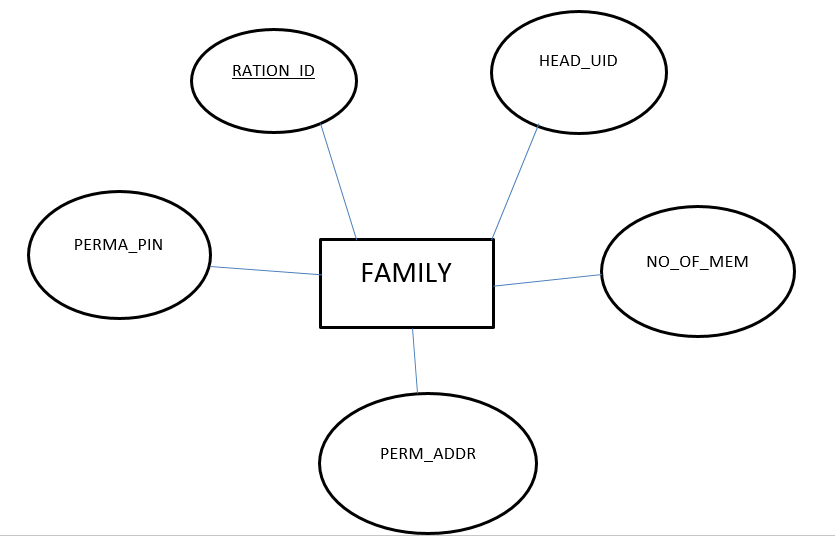 RATION_ID
HEAD_UID
PERMA_PIN
FAMILY
NO_OF_MEM
PERM_ADDR